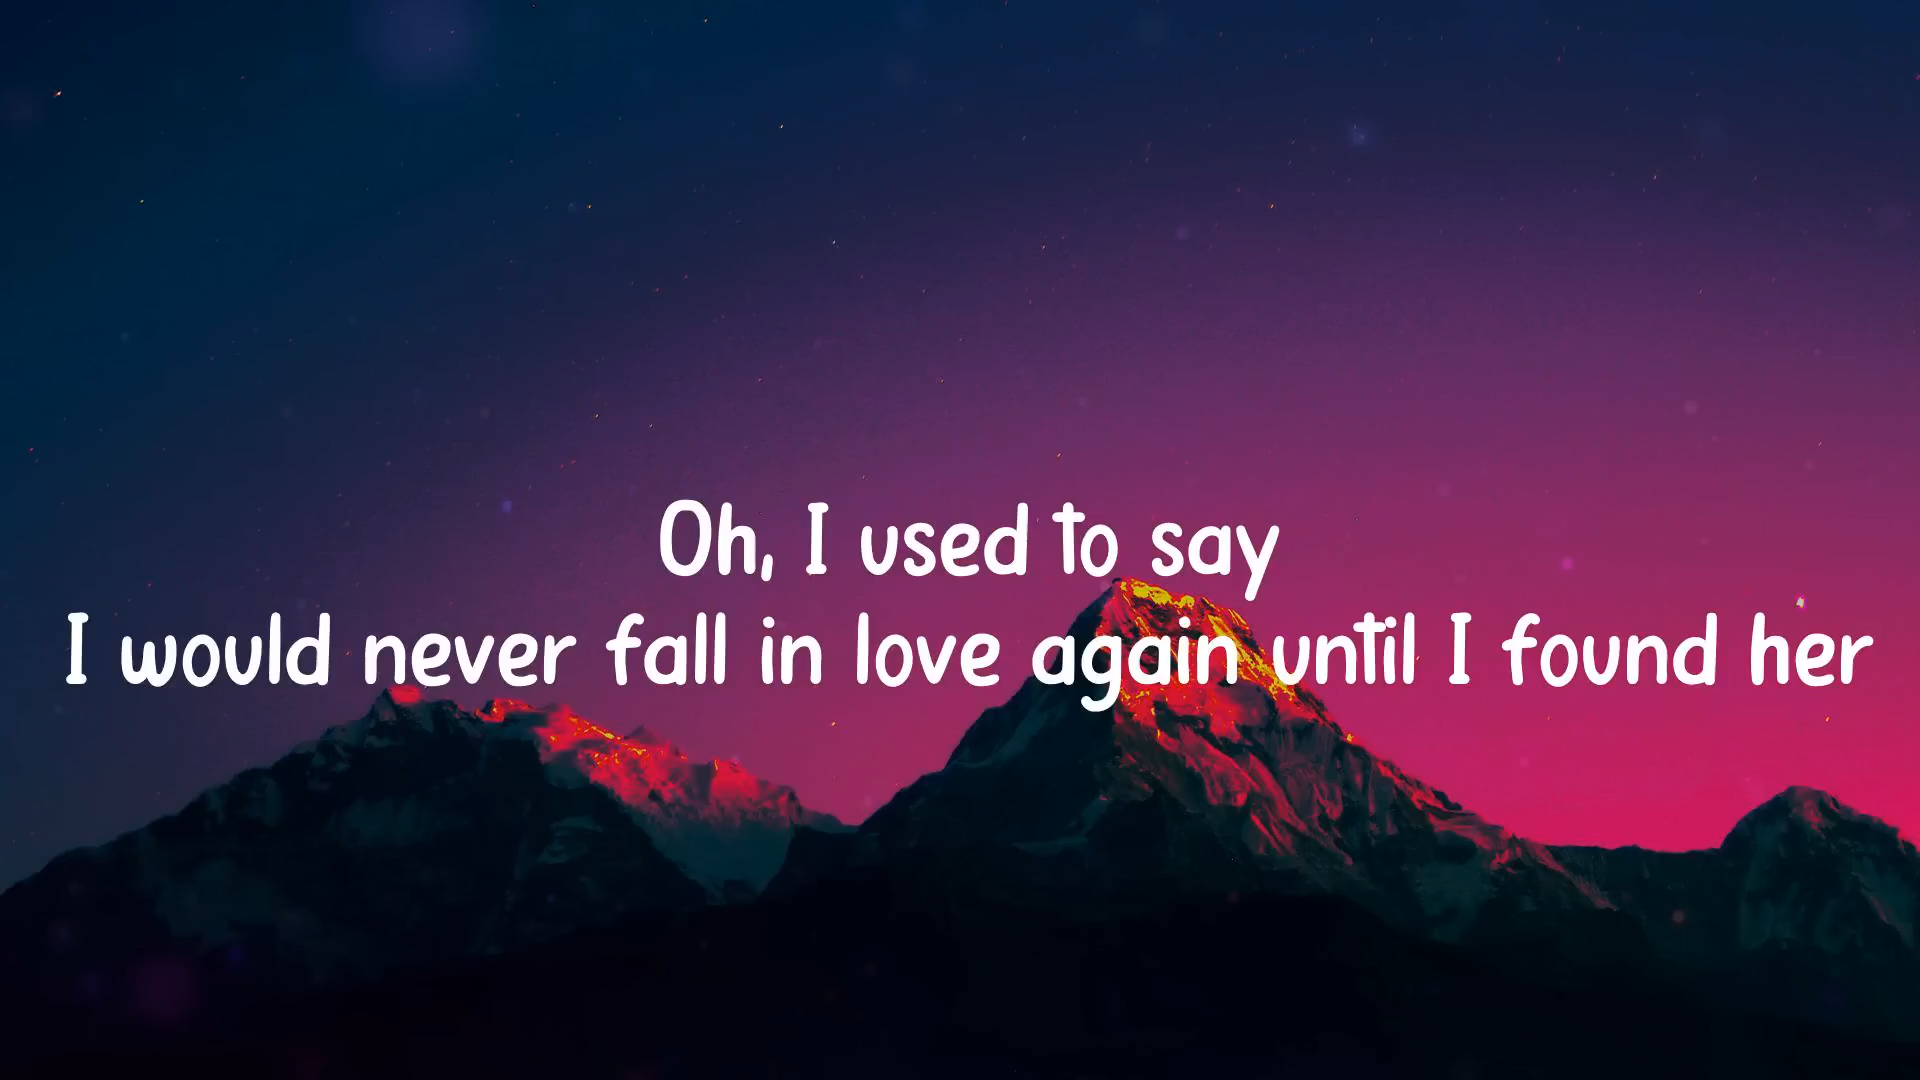 Oh, I used to say
I would never fall in love again until I found her